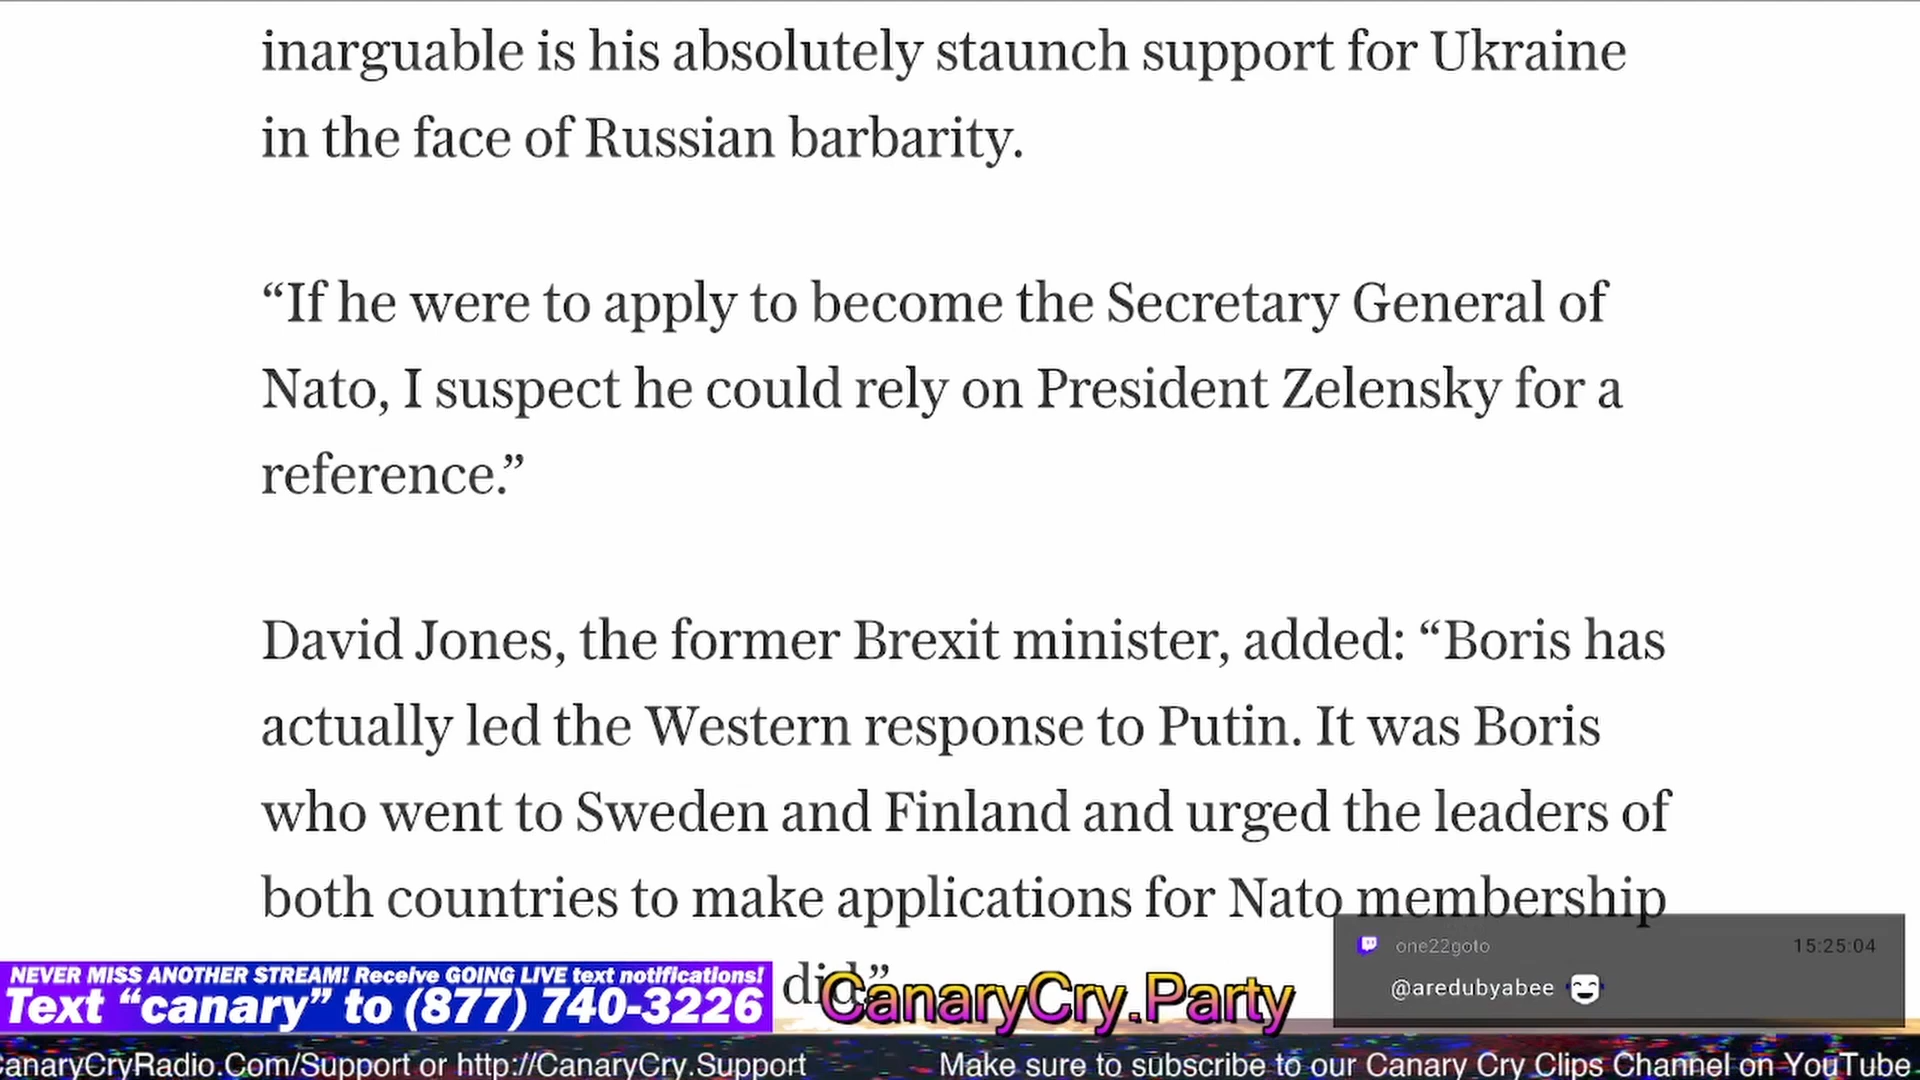 inarguable is his absolutely staunch support for Ukraine
in the face of Russian barbarity.
“If he were to apply to become the Secretary General of
Nato, I suspect he could rely on President Zelensky for a
reference.”
David Jones, the former Brexit minister, added: “Boris has
actually led the Western response to Putin. It was Boris
who went to Sweden and Finland and urged the leaders of
both countries to make applications for Nato membership
did.”
one22goto 15:25:04
@aredubyabee
NEVER MISS ANOTHER STREAM! Receive GOING LIVE text notifications!
Text “canary” to (877) 740-3226
CanaryCry.Party
CanaryCryRadio.Com/Support or http://CanaryCry.Support Make sure to subscribe to our Canary Cry Clips Channel on YouTube